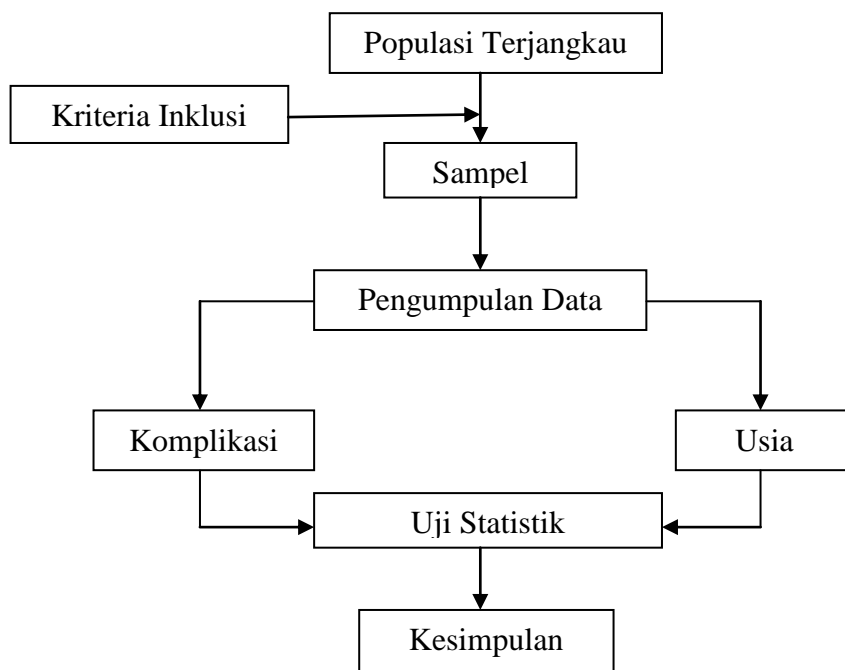 Populasi Terjangkau
Kriteria Inklusi
Sampel
Pengumpulan Data
Komplikasi
Usia
Uji Statistik
Kesimpulan